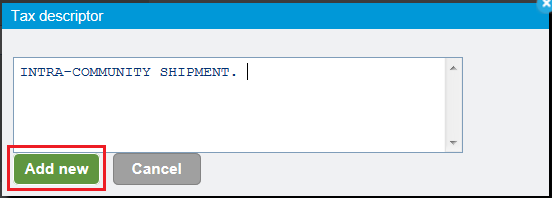 Tax descriptor
INTRA-COMMUNITY SHIPMENT.
Add new
Cancel